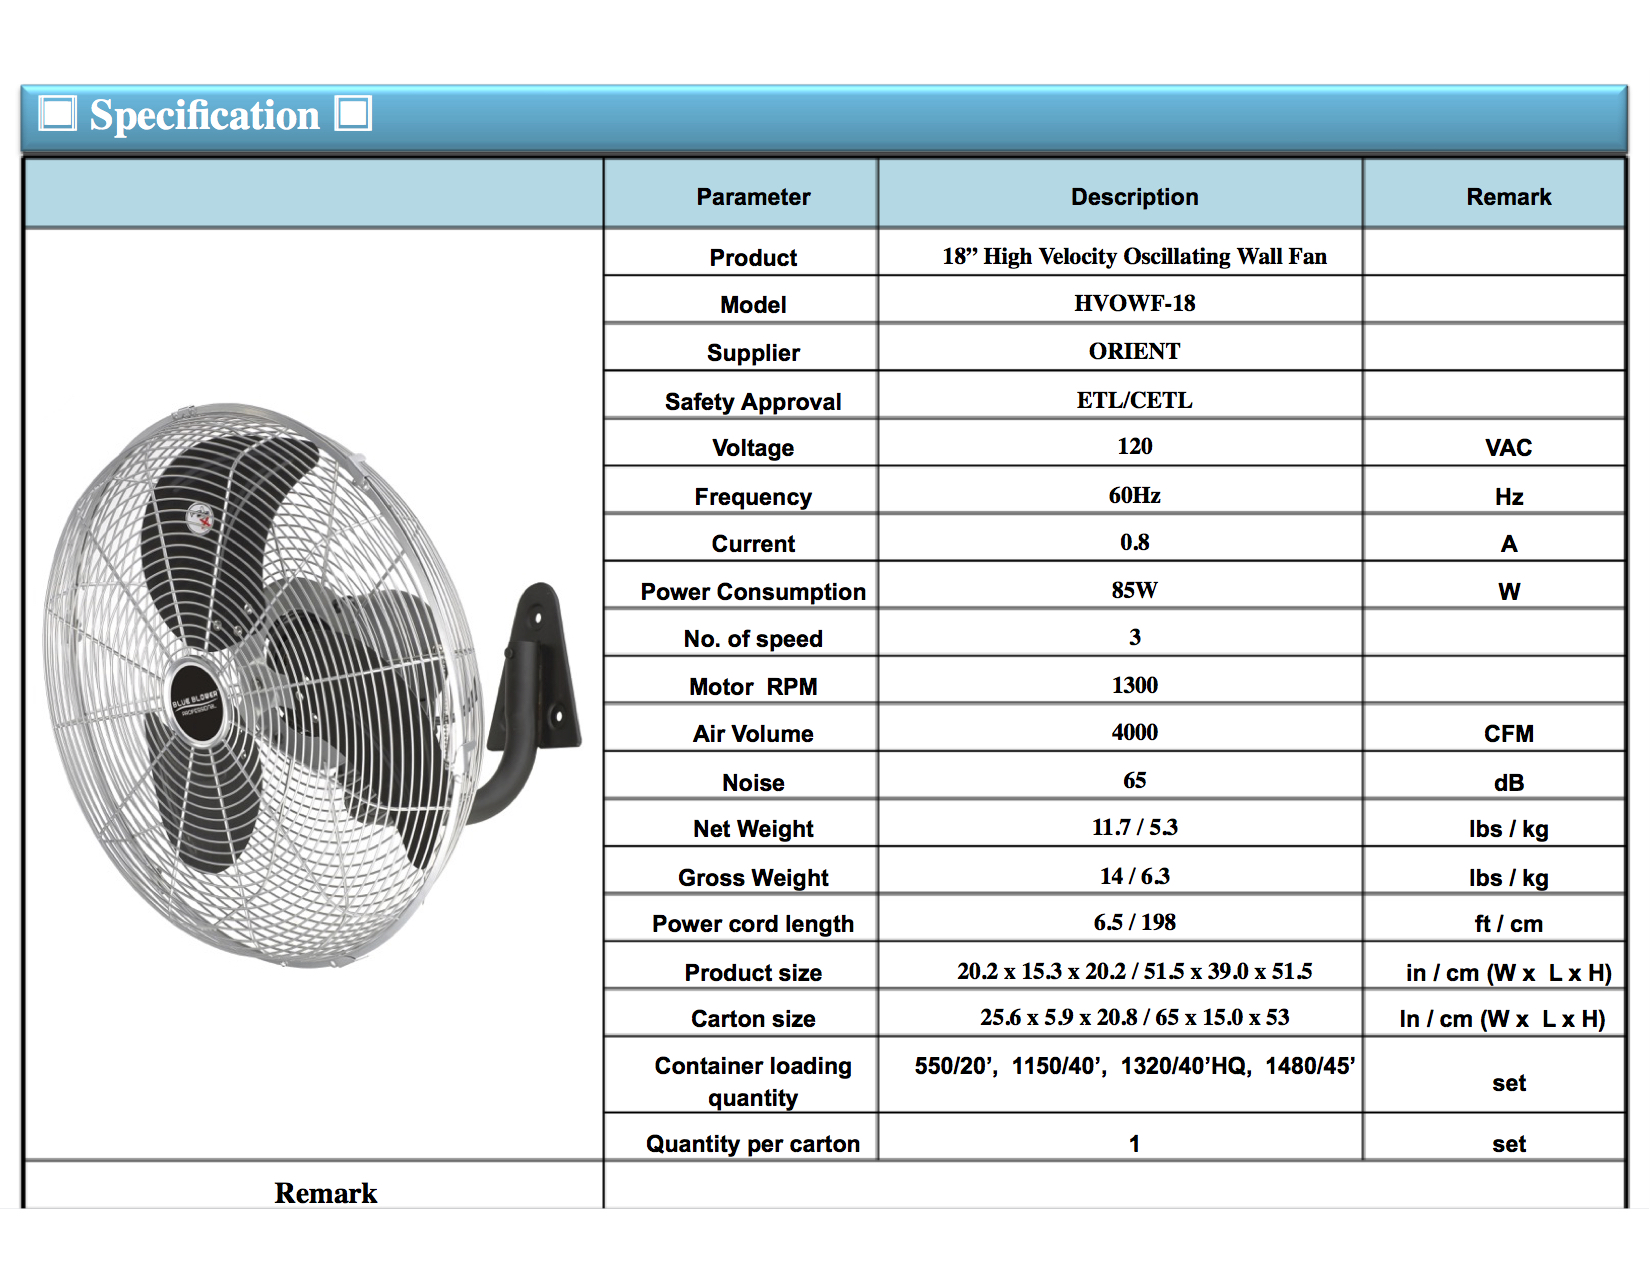 Specification
Parameter Description Remark
Product 18” High Velocity Oscillating Wall Fan
Model HVOWF-18
Supplier ORIENT
Safety Approval ETL/CETL
Voltage 120 VAC
Frequency 60Hz Hz
Current 0.8 A
Power Consumption 85W W
No. of speed 3
Motor RPM 1300
Air Volume 4000 CFM
Noise 65 dB
Net Weight 11.7 / 5.3 lbs / kg
Gross Weight 14 / 6.3 lbs / kg
Power cord length 6.5 / 198 ft / cm
Product size 20.2 x 15.3 x 20.2 / 51.5 x 39.0 x 51.5 in / cm (W x L x H)
Carton size 25.6 x 5.9 x 20.8 / 65 x 15.0 x 53 In / cm (W x L x H)
Container loading quantity 550/20’, 1150/40’, 1320/40’HQ, 1480/45’ set
Quantity per carton 1 set
Remark
BLUE BLOWER
PROFESSIONAL